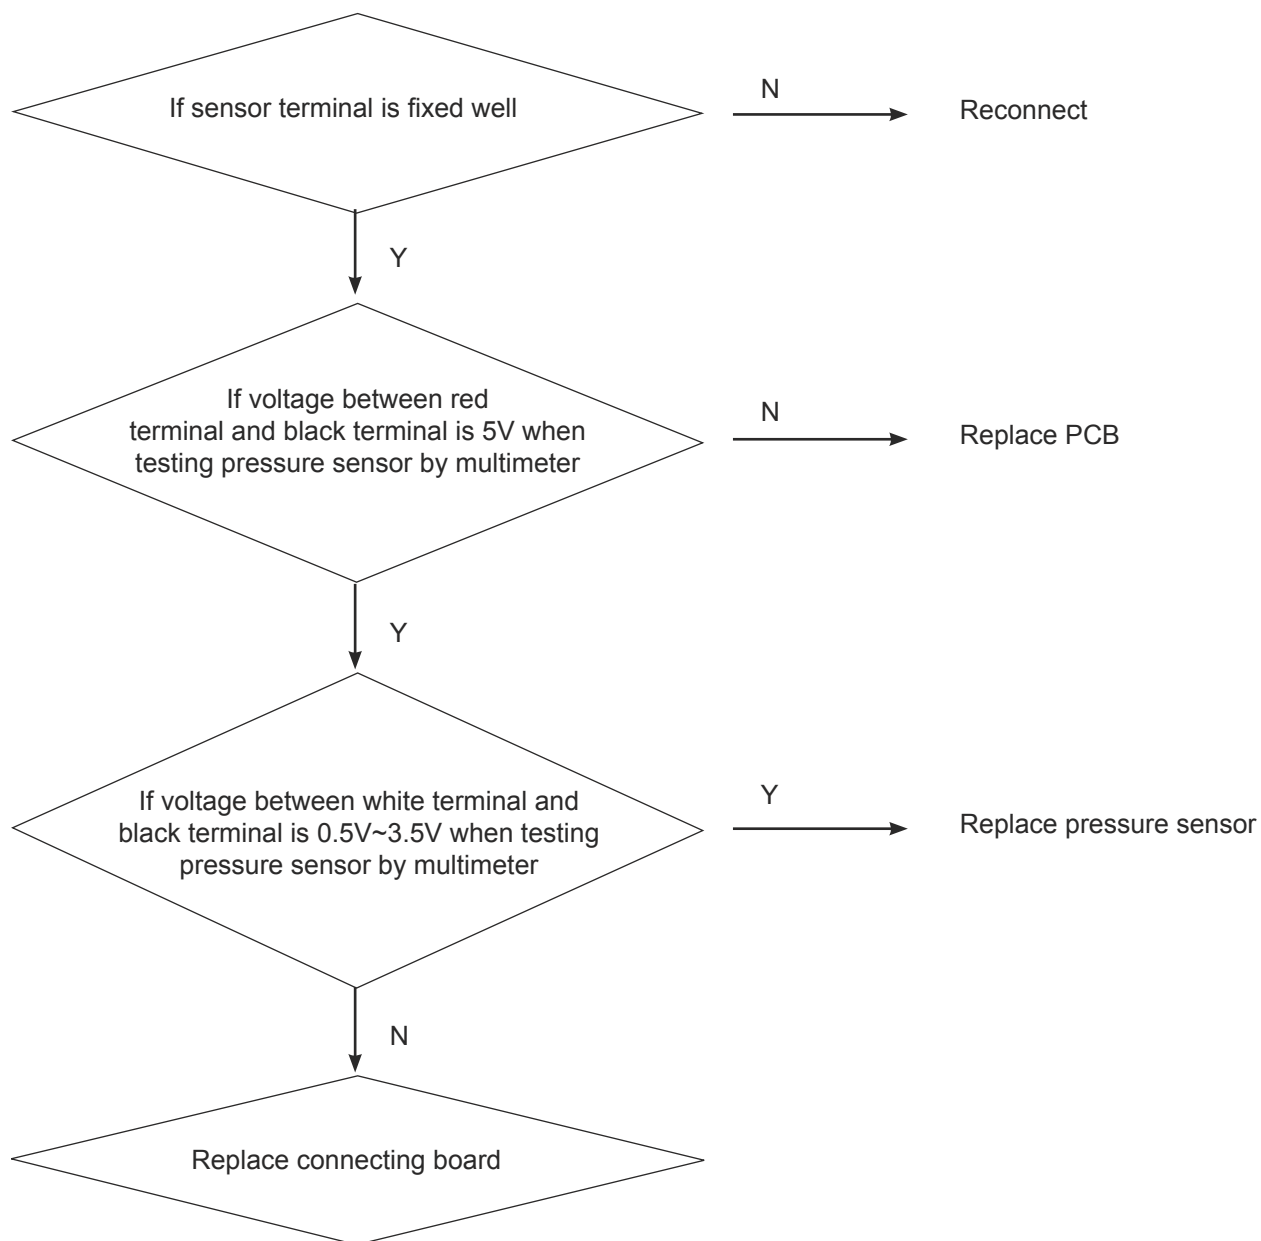 If sensor terminal is fixed well
N
Reconnect
Y
If voltage between red
terminal and black terminal is 5V when
testing pressure sensor by multimeter
N
Replace PCB
Y
If voltage between white terminal and
black terminal is 0.5V~3.5V when testing
pressure sensor by multimeter
Y
Replace pressure sensor
N
Replace connecting board